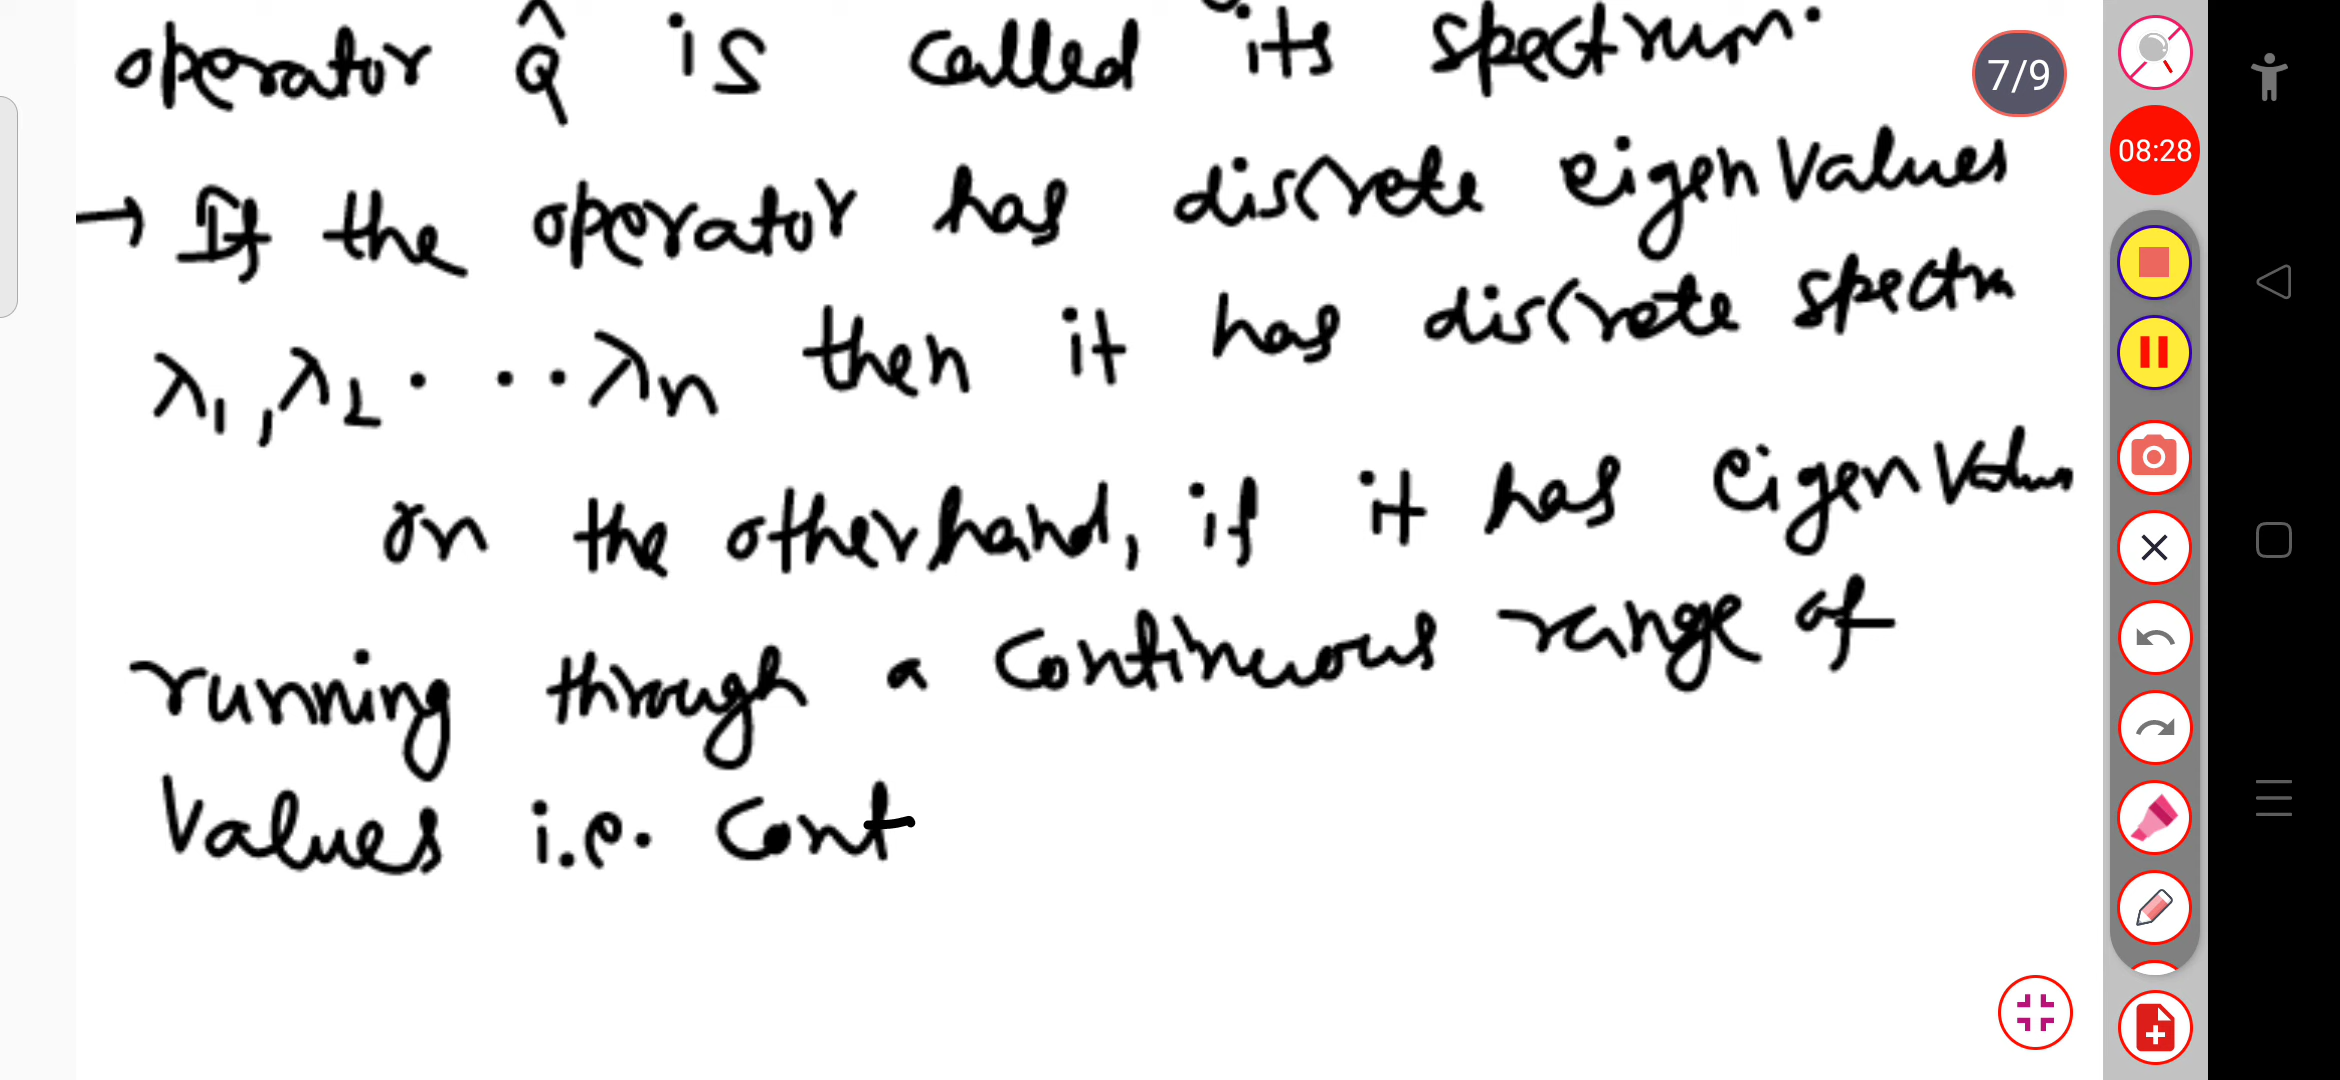 operator Q̂ is called its spectrum.
7/9
08:28
→ If the operator has discrete eigen values
λ1, λ2 . . . . λn then it has discrete spectra
on the other hand, if it has eigen values
running through a continuous range of
values i.e. cont